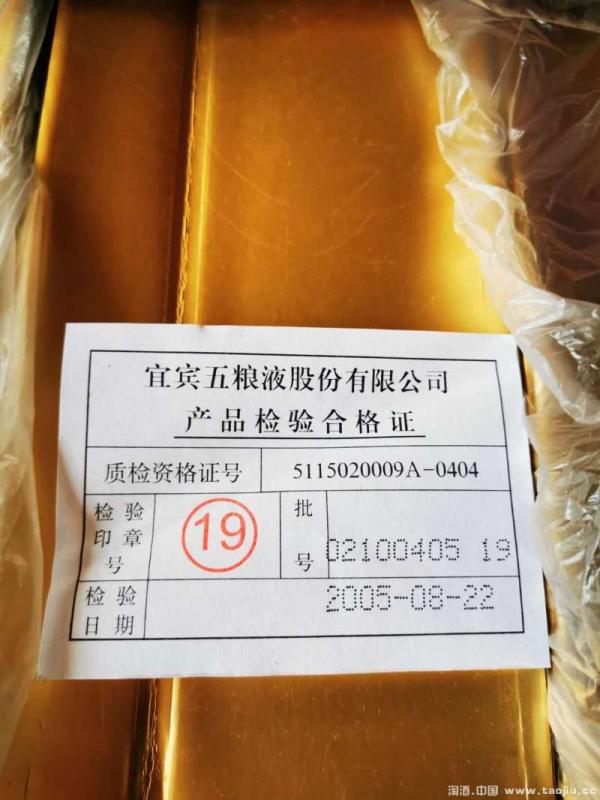 宜宾五粮液股份有限公司
产品检验合格证
质检资格证号 5115020009A-0404
检验印章号 19 批号 02100405 19
检验日期 2005-08-22
淘酒.中国 www.taojiu.cc